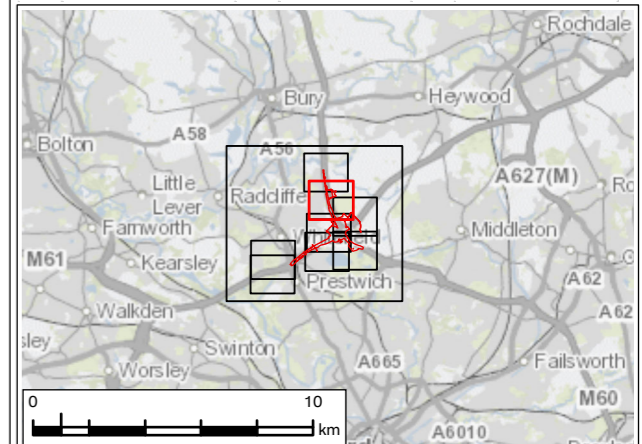 Rochdale
Bury
Heywood
A58
Bolton
A56
A627(M)
Little
Lever
Radcliffe
Farnworth
Middleton
M61
Kearsley
Prestwich
A62
Walkden
A62
Swinton
A665
Failsworth
Worsley
M60
0
10
km
A6010